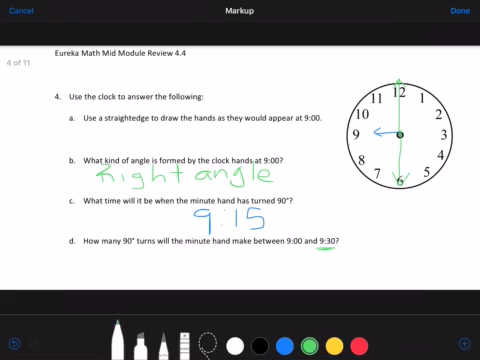 Cancel
Markup
Done
4 of 11
Eureka Math Mid Module Review 4.4
4. Use the clock to answer the following:
a. Use a straightedge to draw the hands as they would appear at 9:00.
b. What kind of angle is formed by the clock hands at 9:00?
Right angle
c. What time will it be when the minute hand has turned 90°?
9:15
d. How many 90° turns will the minute hand make between 9:00 and 9:30?
12
11
1
10
2
9
3
8
4
7
5
6